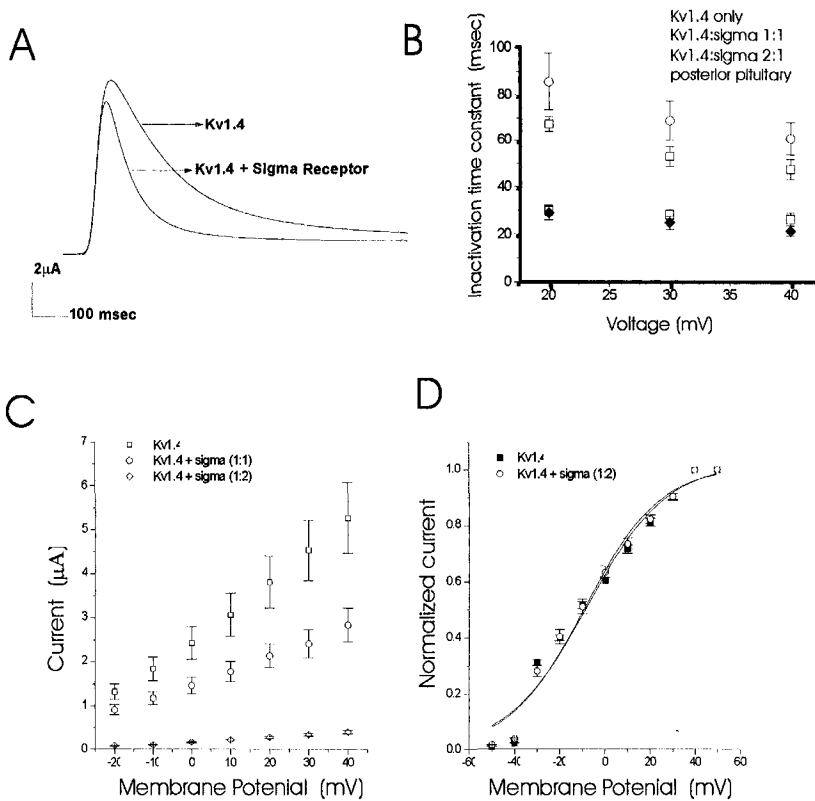 A
Kv1.4
Kv1.4 + Sigma Receptor
2µA
100 msec
B
Kv1.4 only
Kv1.4:sigma 1:1
Kv1.4:sigma 2:1
posterior pituitary
Inactivation time constant (msec)
100
80
60
40
20
0
20 25 30 35 40
Voltage (mV)
C
Kv1.4
Kv1.4 + sigma (1:1)
Kv1.4 + sigma (1:2)
Current (µA)
7
6
5
4
3
2
1
0
-20 -10 0 10 20 30 40
Membrane Potenial (mV)
D
Kv1.4
Kv1.4 + sigma (1:2)
Normalized current
1.0
0.8
0.6
0.4
0.2
0.0
-60 -40 -20 0 20 40 60
Membrane Potenial (mV)